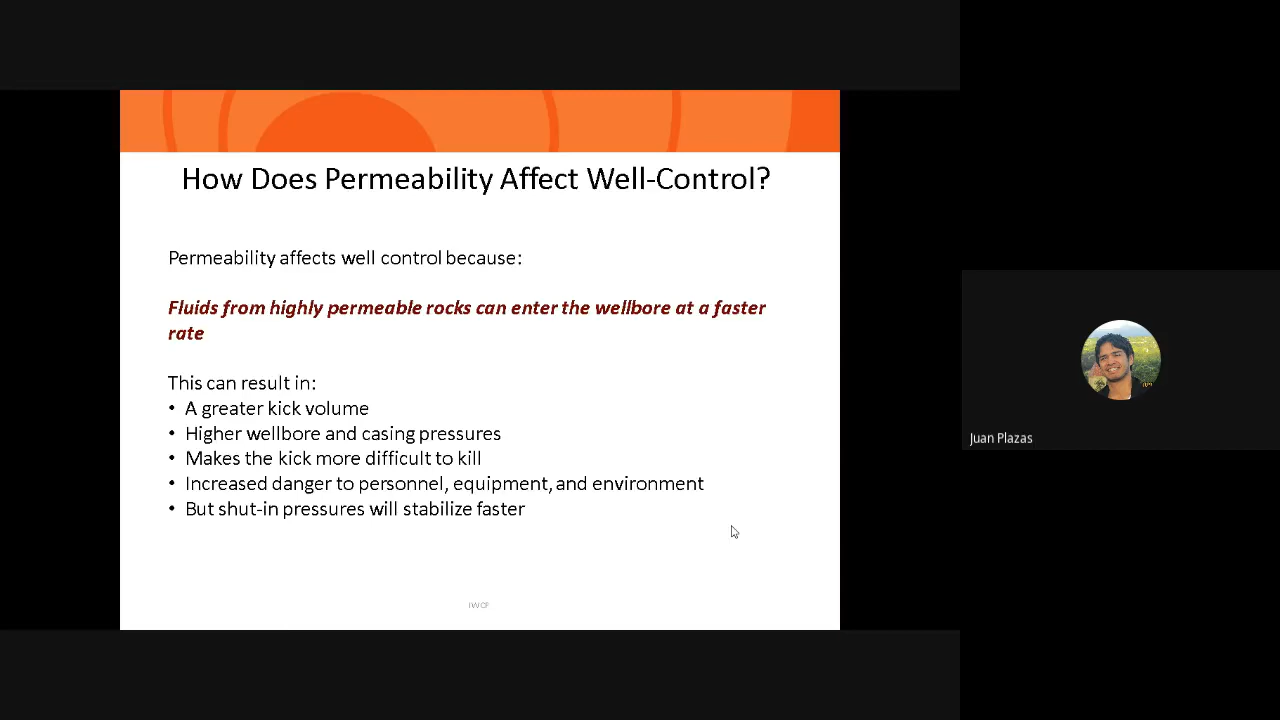 How Does Permeability Affect Well-Control?
Permeability affects well control because:
Fluids from highly permeable rocks can enter the wellbore at a faster
rate
This can result in:
• A greater kick volume
• Higher wellbore and casing pressures
• Makes the kick more difficult to kill
• Increased danger to personnel, equipment, and environment
• But shut-in pressures will stabilize faster
IWCF
Juan Plazas